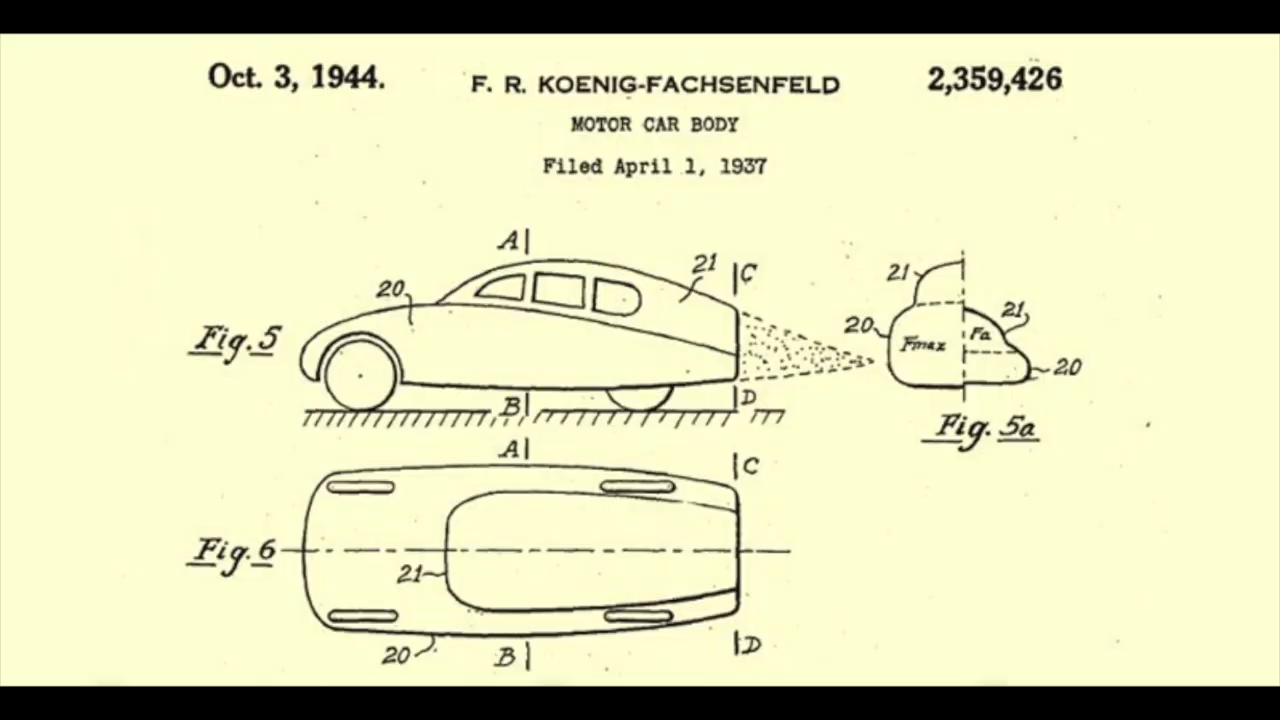 Oct. 3, 1944. F. R. KOENIG-FACHSENFELD 2,359,426
MOTOR CAR BODY
Filed April 1, 1937
A 21 C 21
20 21
Fig. 5 20 Fmax Fa 20
B D
Fig. 5a
A C
Fig. 6
21
20 B D